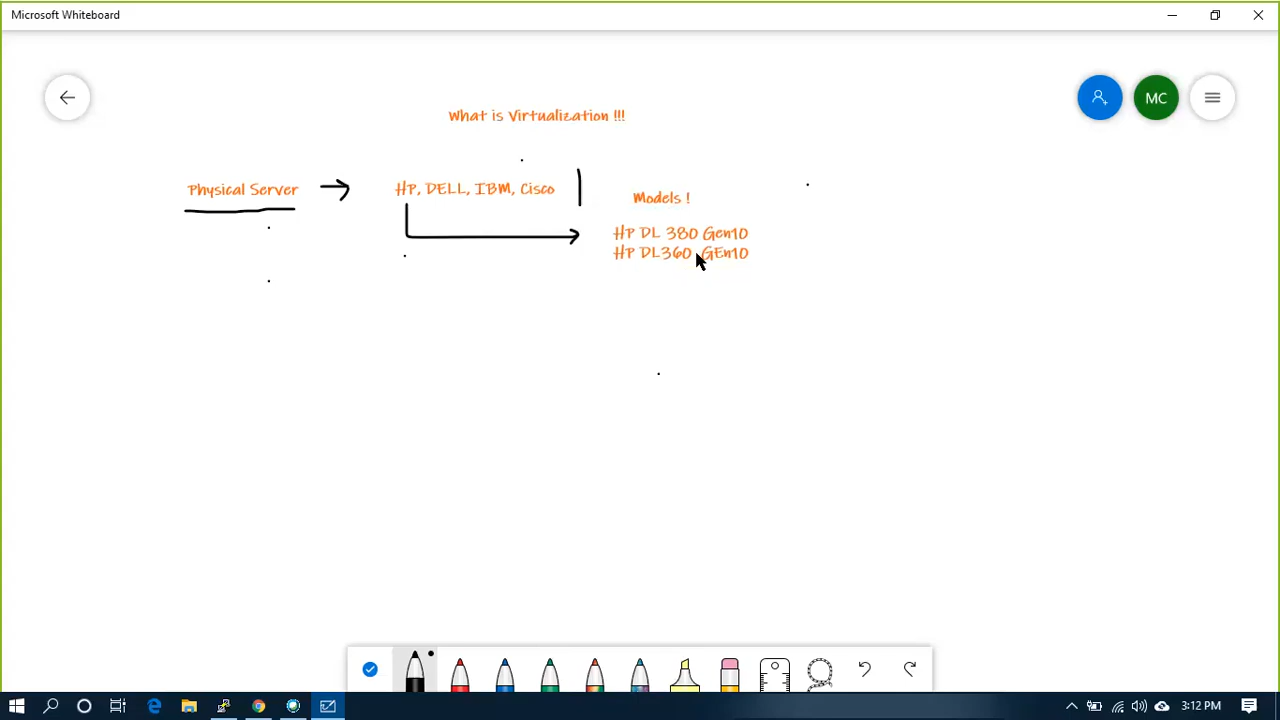 Microsoft Whiteboard
MC
What is Virtualization !!!
Physical Server
HP, DELL, IBM, Cisco
Models !
HP DL 380 Gen10
HP DL360 GEn10
3:12 PM